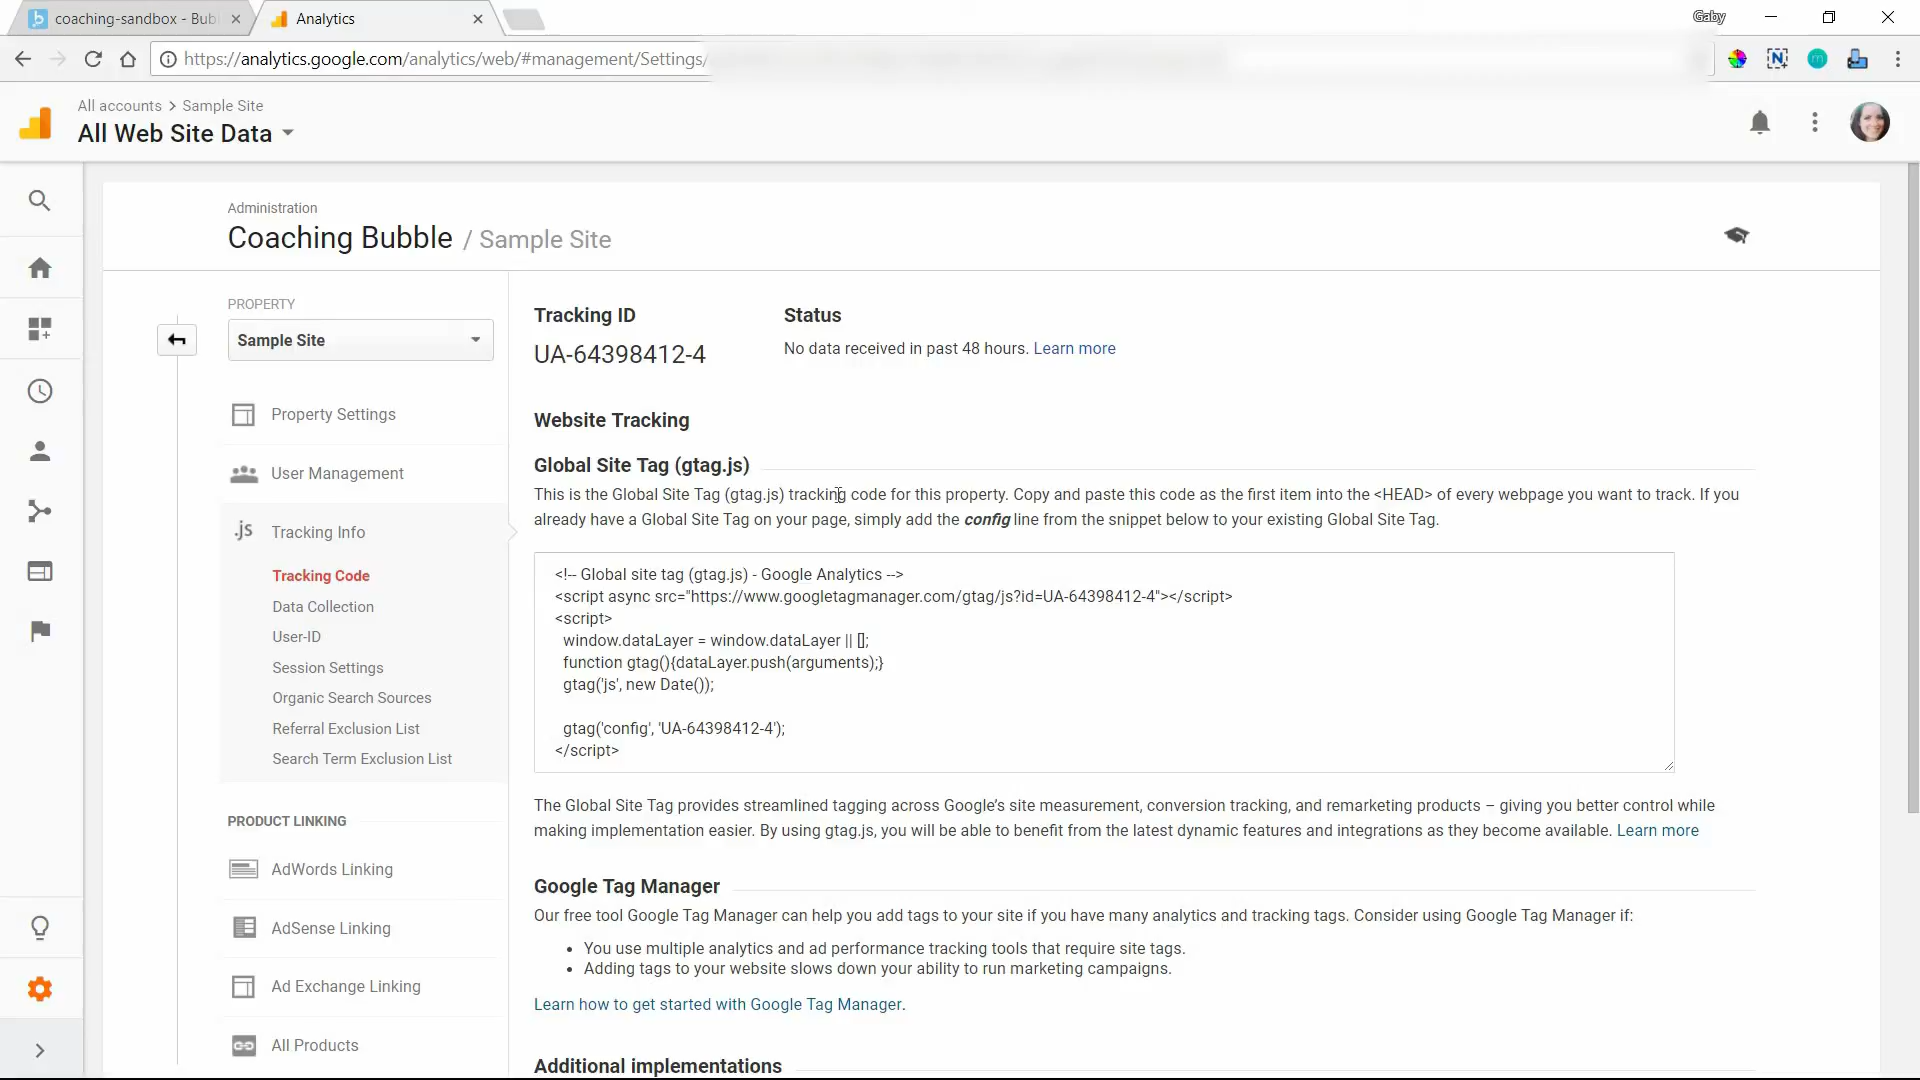 coaching-sandbox - Bub
Analytics
Gaby
https://analytics.google.com/analytics/web/#management/Settings/
All accounts > Sample Site
All Web Site Data
Administration
Coaching Bubble / Sample Site
PROPERTY
Sample Site
Property Settings
User Management
.js Tracking Info
Tracking Code
Data Collection
User-ID
Session Settings
Organic Search Sources
Referral Exclusion List
Search Term Exclusion List
PRODUCT LINKING
AdWords Linking
AdSense Linking
Ad Exchange Linking
All Products
Tracking ID
UA-64398412-4
Status
No data received in past 48 hours. Learn more
Website Tracking
Global Site Tag (gtag.js)
This is the Global Site Tag (gtag.js) tracking code for this property. Copy and paste this code as the first item into the <HEAD> of every webpage you want to track. If you
already have a Global Site Tag on your page, simply add the config line from the snippet below to your existing Global Site Tag.
<!-- Global site tag (gtag.js) - Google Analytics -->
<script async src="https://www.googletagmanager.com/gtag/js?id=UA-64398412-4"></script>
<script>
window.dataLayer = window.dataLayer || [];
function gtag(){dataLayer.push(arguments);}
gtag('js', new Date());
gtag('config', 'UA-64398412-4');
</script>
The Global Site Tag provides streamlined tagging across Google's site measurement, conversion tracking, and remarketing products – giving you better control while
making implementation easier. By using gtag.js, you will be able to benefit from the latest dynamic features and integrations as they become available. Learn more
Google Tag Manager
Our free tool Google Tag Manager can help you add tags to your site if you have many analytics and tracking tags. Consider using Google Tag Manager if:
• You use multiple analytics and ad performance tracking tools that require site tags.
• Adding tags to your website slows down your ability to run marketing campaigns.
Learn how to get started with Google Tag Manager.
Additional implementations